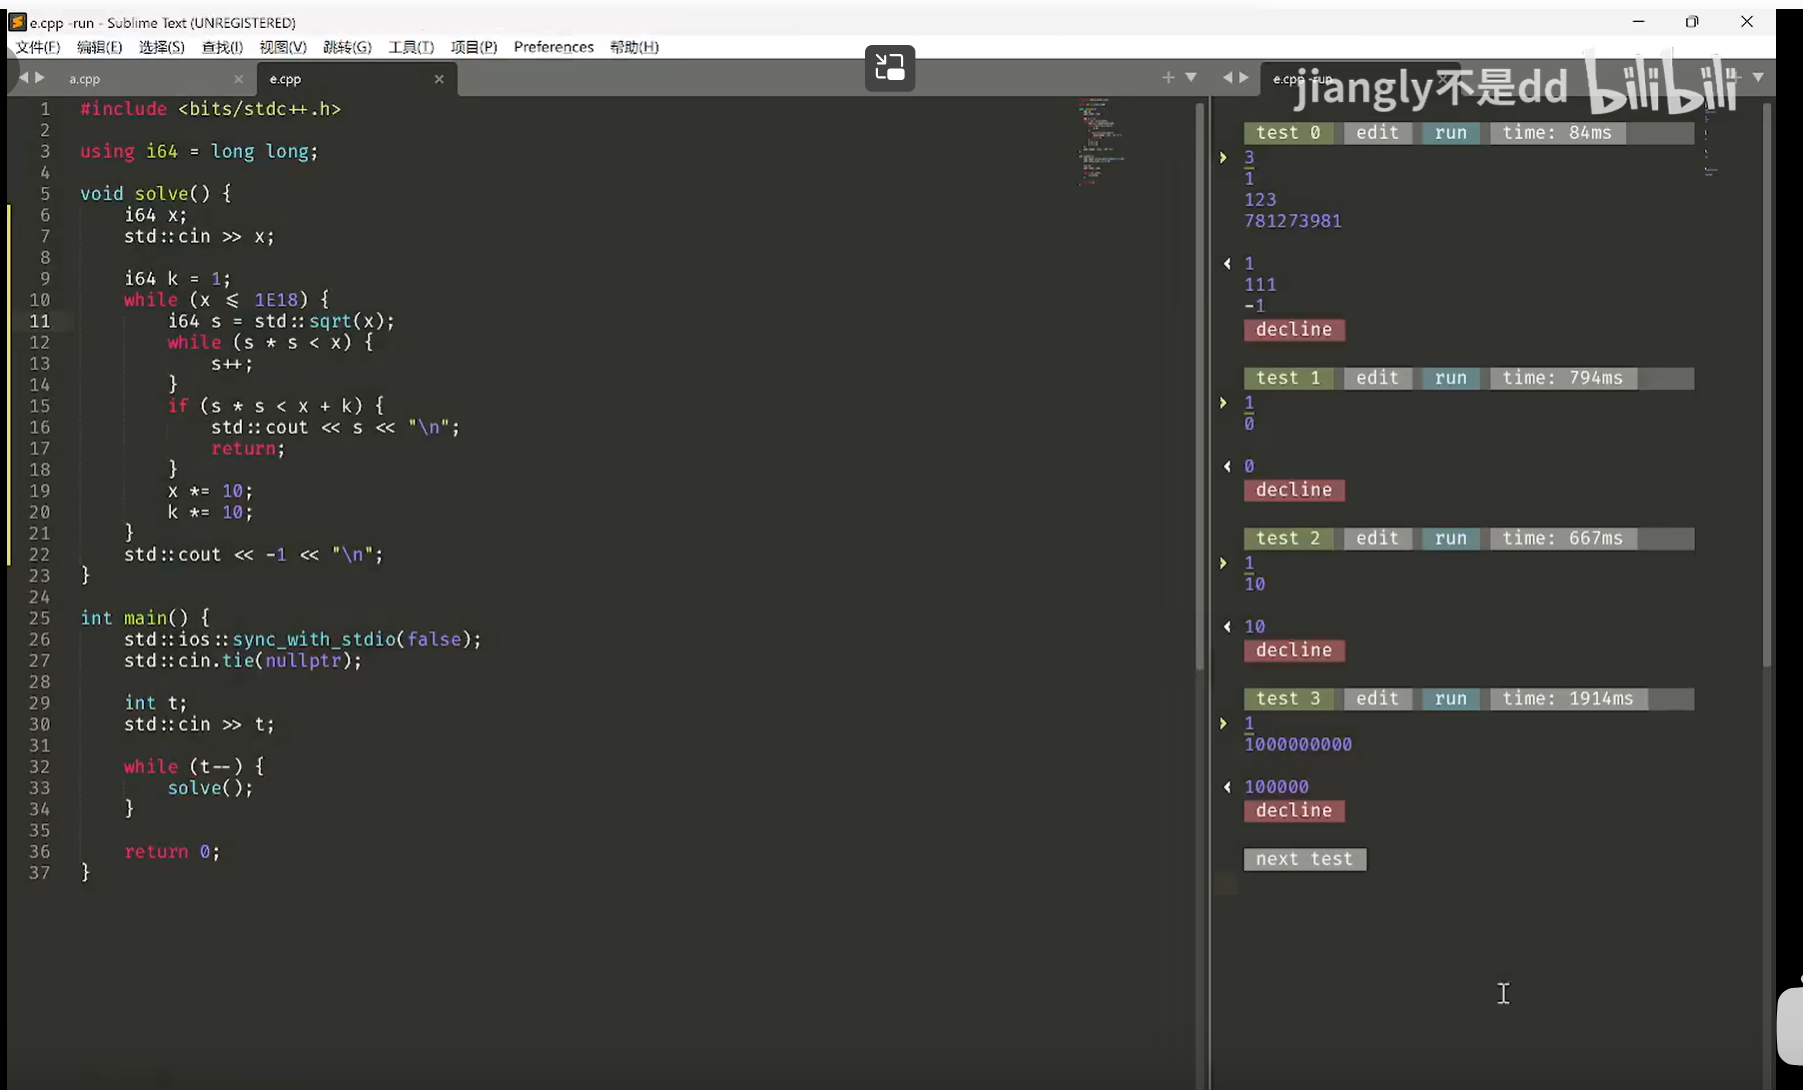 e.cpp -run - Sublime Text (UNREGISTERED)
文件(F) 编辑(E) 选择(S) 查找(I) 视图(V) 跳转(G) 工具(T) 项目(P) Preferences 帮助(H)
a.cpp × e.cpp × + e.cpp -run
jiangly不是dd bilibili
1 #include <bits/stdc++.h>
2
3 using i64 = long long;
4
5 void solve() {
6 i64 x;
7 std::cin >> x;
8
9 i64 k = 1;
10 while (x <= 1E18) {
11 i64 s = std::sqrt(x);
12 while (s * s < x) {
13 s++;
14 }
15 if (s * s < x + k) {
16 std::cout << s << "\n";
17 return;
18 }
19 x *= 10;
20 k *= 10;
21 }
22 std::cout << -1 << "\n";
23 }
24
25 int main() {
26 std::ios::sync_with_stdio(false);
27 std::cin.tie(nullptr);
28
29 int t;
30 std::cin >> t;
31
32 while (t--) {
33 solve();
34 }
35
36 return 0;
37 }
test 0 edit run time: 84ms
3
1
123
781273981
1
111
-1
decline
test 1 edit run time: 794ms
1
0
0
decline
test 2 edit run time: 667ms
1
10
10
decline
test 3 edit run time: 1914ms
1
1000000000
100000
decline
next test